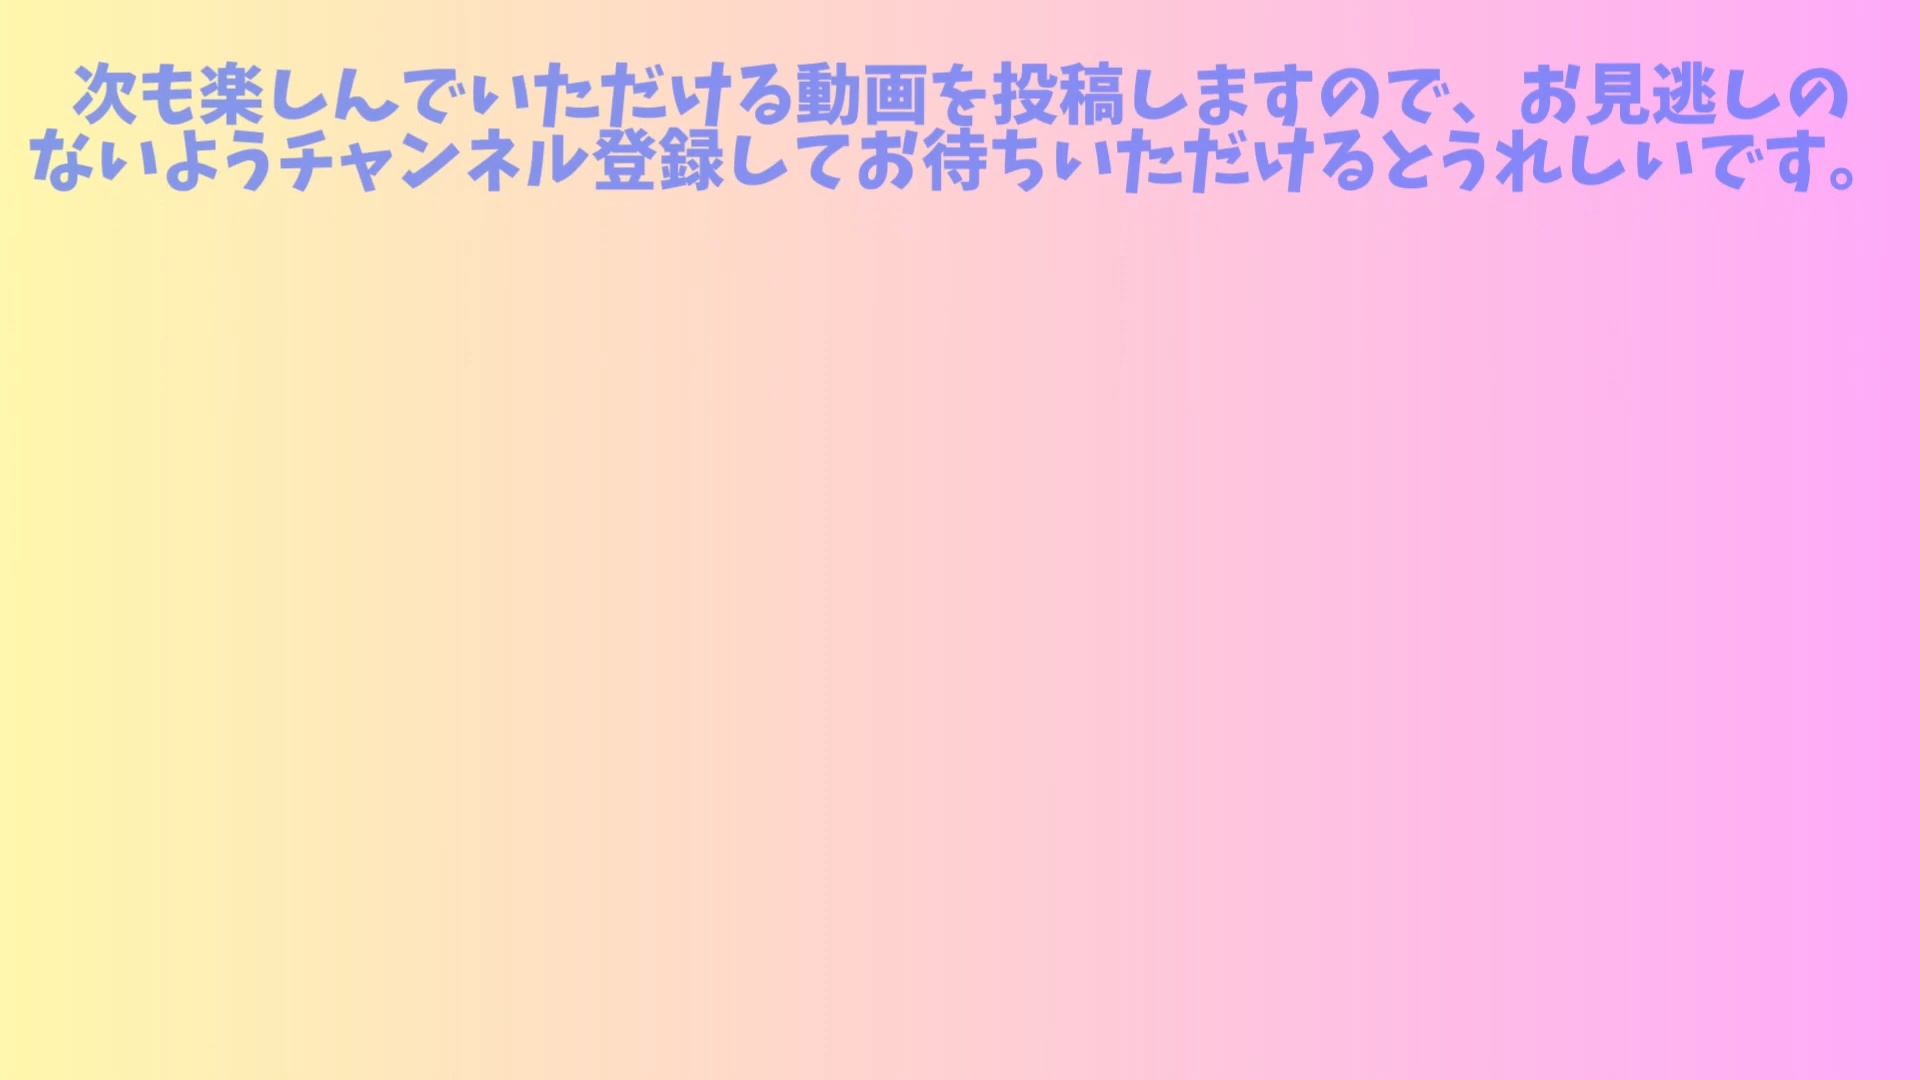 次も楽しんでいただける動画を投稿しますので、お見逃しの
ないようチャンネル登録してお待ちいただけるとうれしいです。